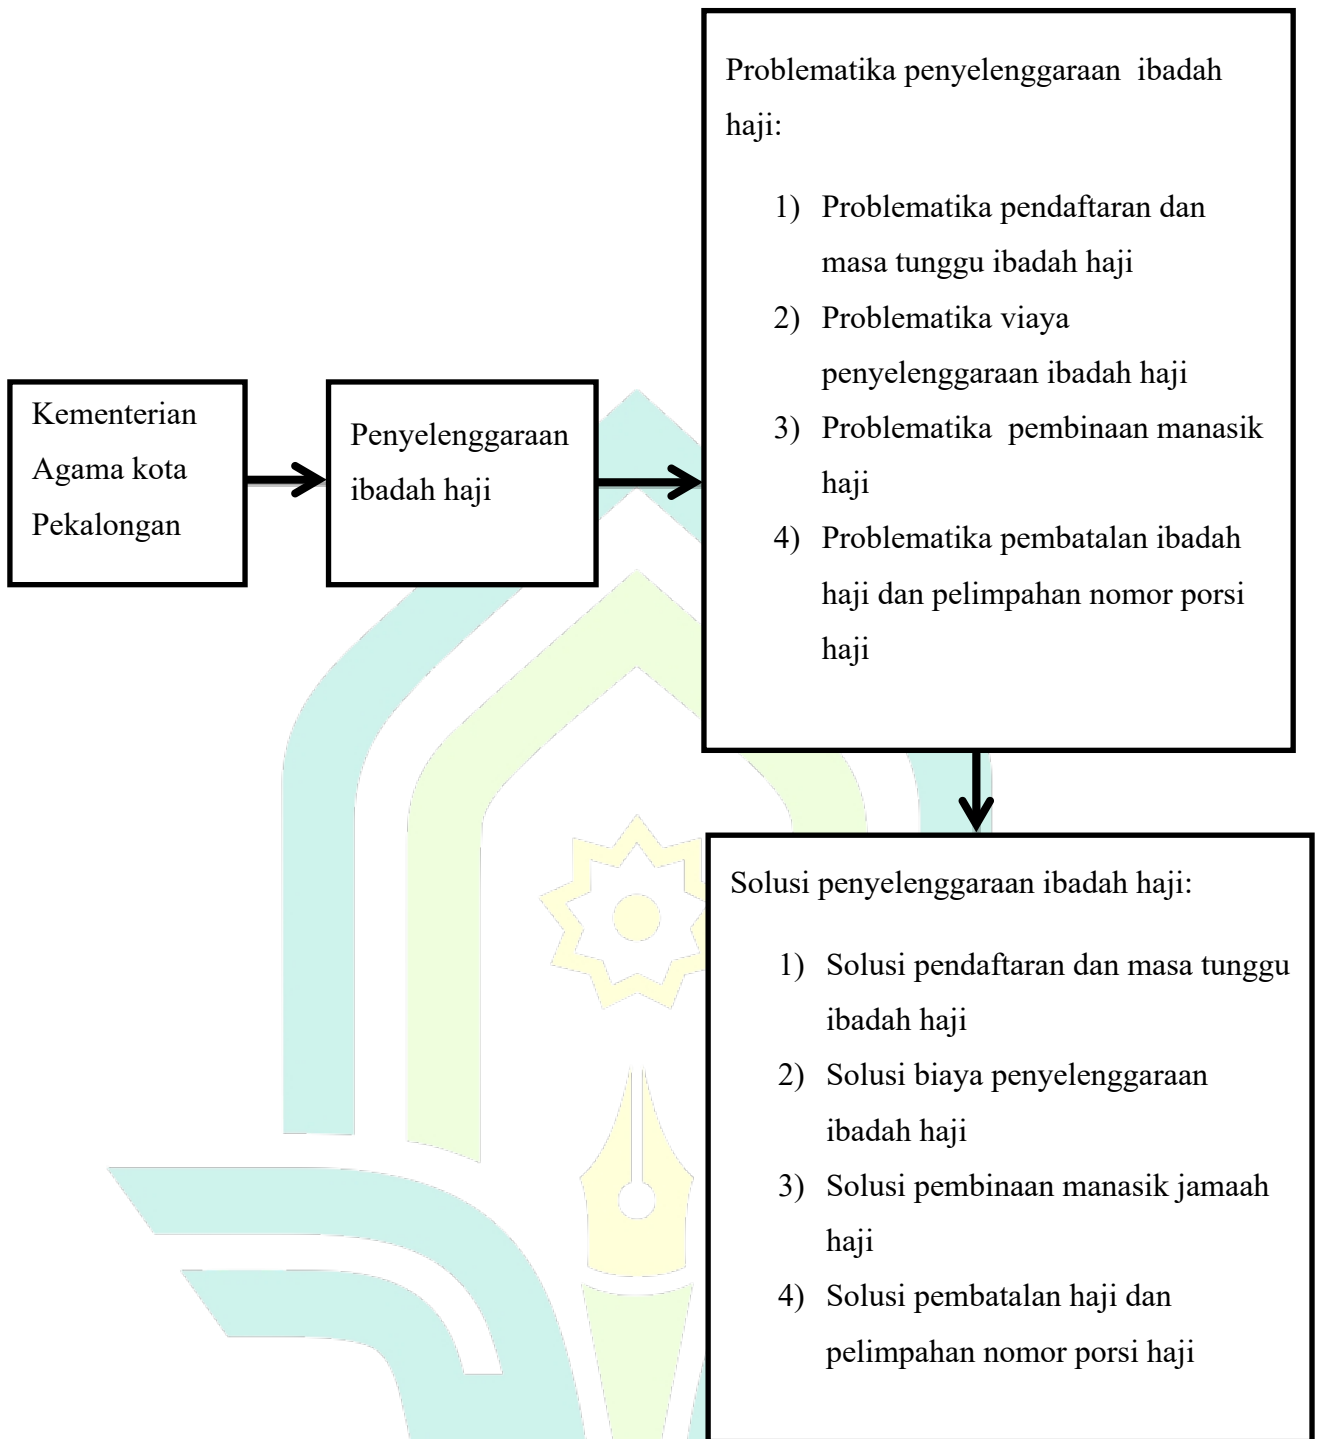 Kementerian
Agama kota
Pekalongan
Penyelenggaraan
ibadah haji
Problematika penyelenggaraan ibadah
haji:
1) Problematika pendaftaran dan
masa tunggu ibadah haji
2) Problematika viaya
penyelenggaraan ibadah haji
3) Problematika pembinaan manasik
haji
4) Problematika pembatalan ibadah
haji dan pelimpahan nomor porsi
haji
Solusi penyelenggaraan ibadah haji:
1) Solusi pendaftaran dan masa tunggu
ibadah haji
2) Solusi biaya penyelenggaraan
ibadah haji
3) Solusi pembinaan manasik jamaah
haji
4) Solusi pembatalan haji dan
pelimpahan nomor porsi haji